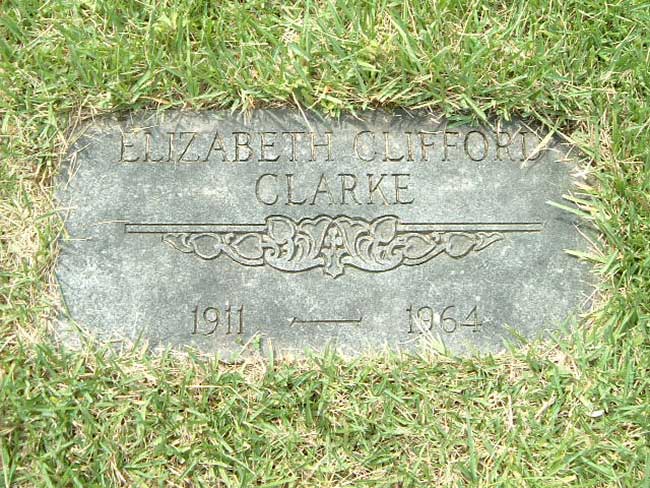 ELIZABETH CLIFFORD
CLARKE
1911 — 1964